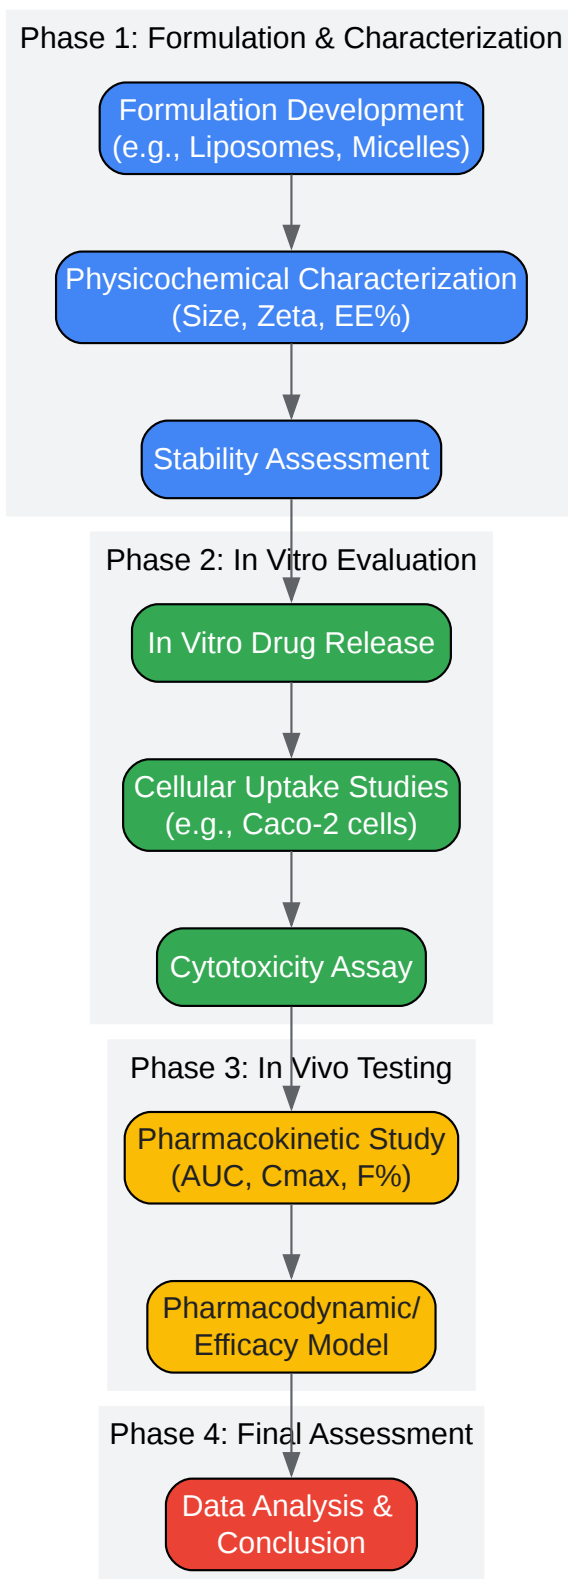 Phase 1: Formulation & Characterization
Formulation Development
(e.g., Liposomes, Micelles)
Physicochemical Characterization
(Size, Zeta, EE%)
Stability Assessment
Phase 2: In Vitro Evaluation
In Vitro Drug Release
Cellular Uptake Studies
(e.g., Caco-2 cells)
Cytotoxicity Assay
Phase 3: In Vivo Testing
Pharmacokinetic Study
(AUC, Cmax, F%)
Pharmacodynamic/
Efficacy Model
Phase 4: Final Assessment
Data Analysis &
Conclusion